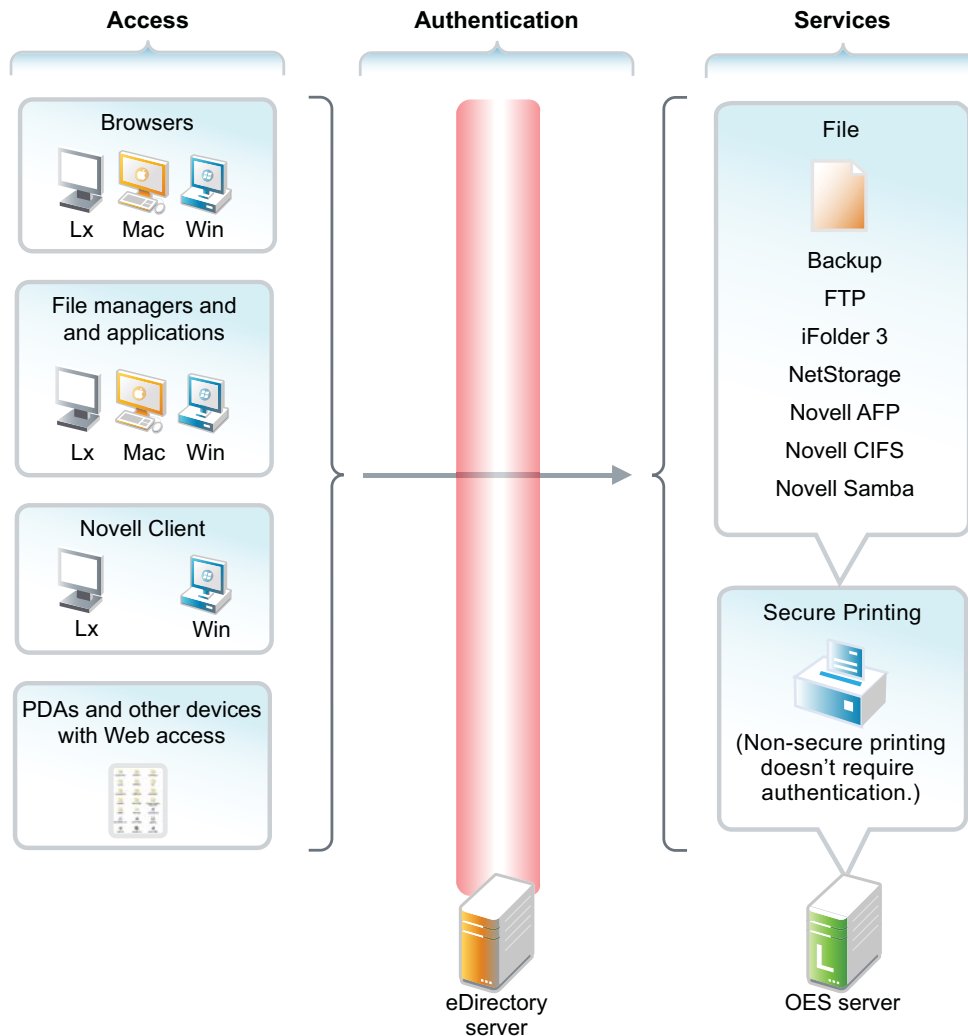 Access
Authentication
Services
Browsers
Lx Mac Win
File managers and
and applications
Lx Mac Win
Novell Client
Lx Win
PDAs and other devices
with Web access
File
Backup
FTP
iFolder 3
NetStorage
Novell AFP
Novell CIFS
Novell Samba
Secure Printing
(Non-secure printing
doesn't require
authentication.)
eDirectory
server
L
OES server